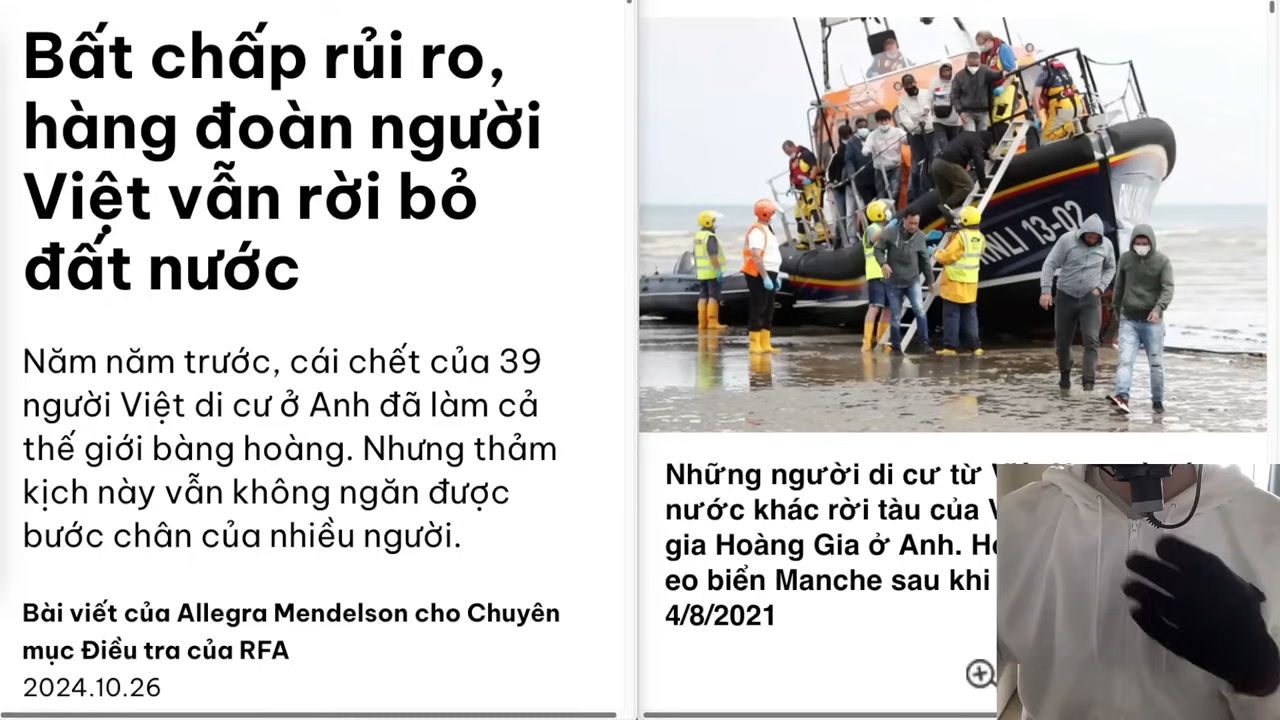 Bất chấp rủi ro,
hàng đoàn người
Việt vẫn rời bỏ
đất nước
Năm năm trước, cái chết của 39
người Việt di cư ở Anh đã làm cả
thế giới bàng hoàng. Nhưng thảm
kịch này vẫn không ngăn được
bước chân của nhiều người.
Bài viết của Allegra Mendelson cho Chuyên
mục Điều tra của RFA
2024.10.26
RNLI 13-02
Những người di cư từ
nước khác rời tàu của
gia Hoàng Gia ở Anh.
eo biển Manche sau khi
4/8/2021